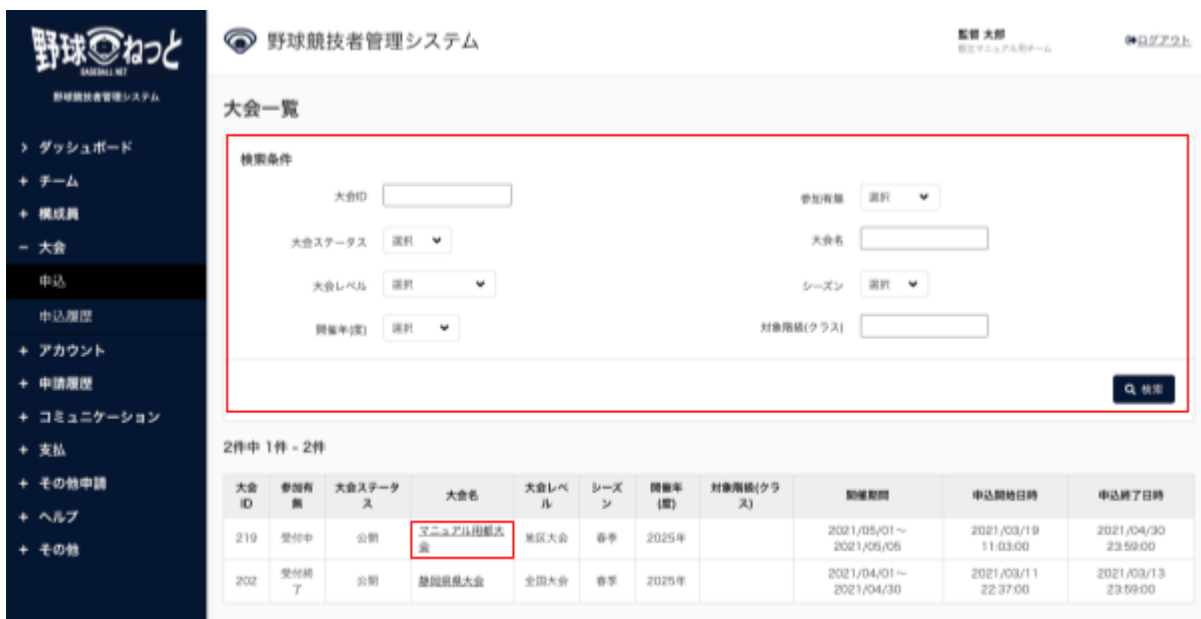 野球ねっと
BASEBALL NET
野球競技者管理システム
野球競技者管理システム
監督 太郎
ログアウト
> ダッシュボード
+ チーム
+ 構成員
− 大会
申込
申込履歴
+ アカウント
+ 申請履歴
+ コミュニケーション
+ 支払
+ その他申請
+ ヘルプ
+ その他
大会一覧
検索条件
大会ID
参加有無 選択
大会ステータス 選択
大会名
大会レベル 選択
シーズン 選択
開催年(度) 選択
対象階級(クラス)
検索
2件中 1件 - 2件
大会ID 参加有無 大会ステータス 大会名 大会レベル シーズン 開催年(度) 対象階級(クラス) 開催期間 申込開始日時 申込終了日時
219 受付中 公開 マニュアル用都大会 地区大会 春季 2025年 2021/05/01～2021/05/05 2021/03/19 11:03:00 2021/04/30 23:59:00
202 受付終了 公開 静岡県県大会 全国大会 春季 2025年 2021/04/01～2021/04/30 2021/03/11 22:37:00 2021/03/13 23:59:00